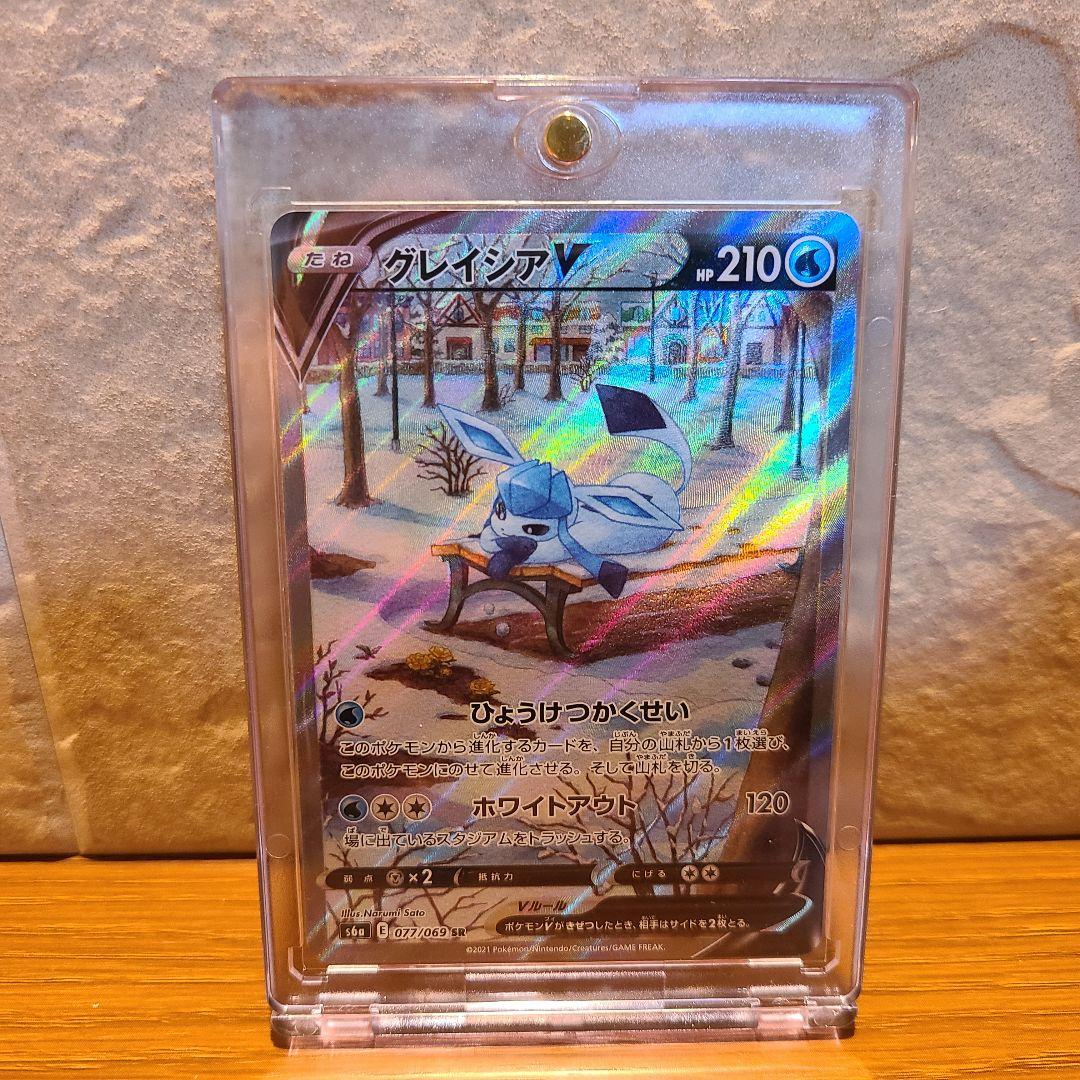 たね グレイシアV HP 210
ひょうけつかくせい
このポケモンから進化するカードを、自分の山札から1枚選び、
このポケモンにのせて進化させる。そして山札を切る。
ホワイトアウト 120
場に出ているスタジアムをトラッシュする。
弱点 ×2 抵抗力 にげる
Illus. Narumi Sato
Vルール
s6a E 077/069 SR
ポケモンVがきぜつしたとき、相手はサイドを2枚とる。
©2021 Pokémon/Nintendo/Creatures/GAME FREAK.